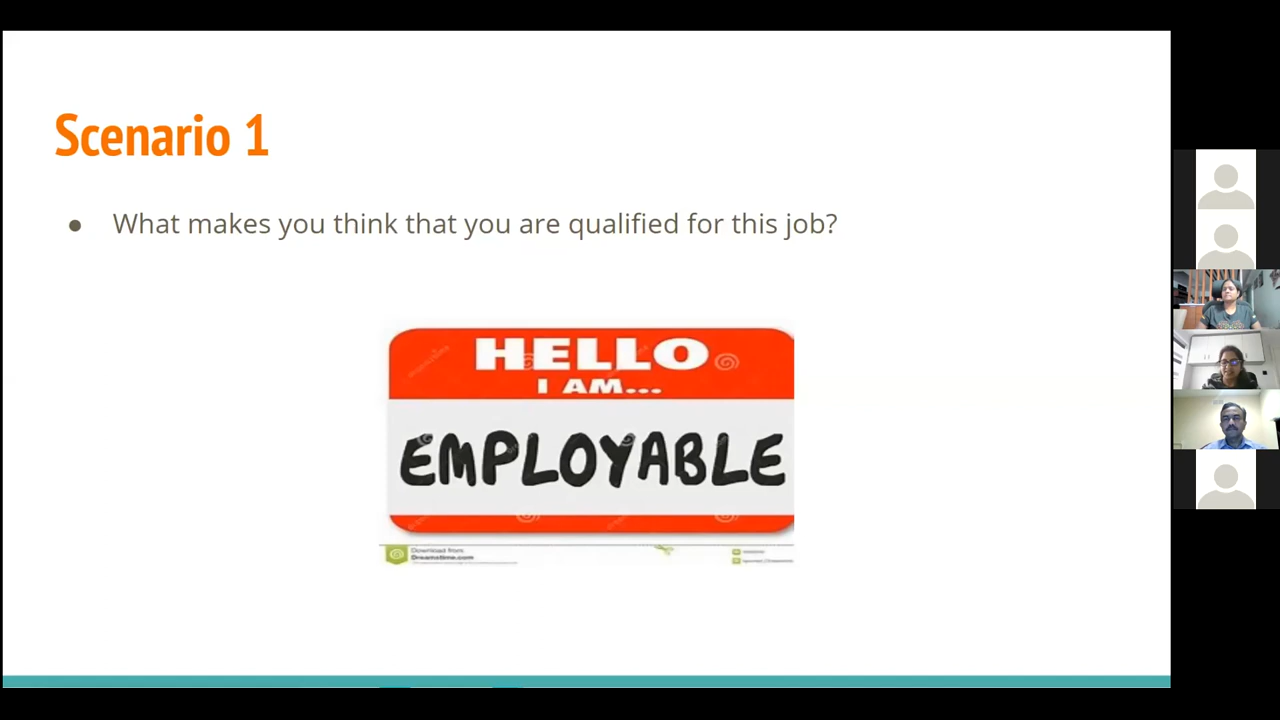 Scenario 1
● What makes you think that you are qualified for this job?
HELLO
I AM...
EMPLOYABLE
Download from
Dreamstime.com